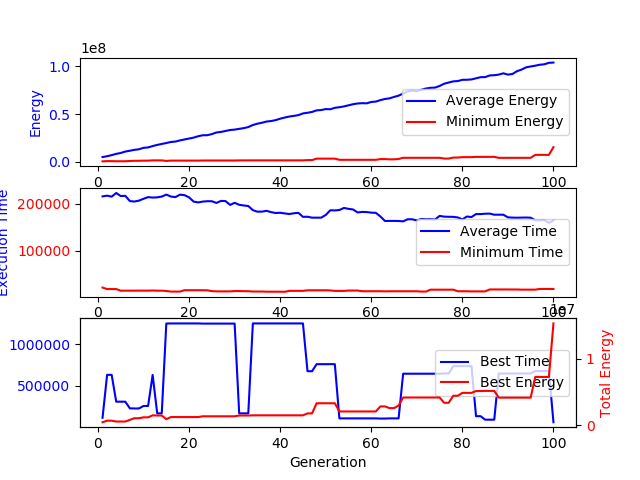 1e8
1.0
0.5
0.0
Energy
Average Energy
Minimum Energy
0 20 40 60 80 100
200000
100000
Execution Time
Average Time
Minimum Time
0 20 40 60 80 100
1e7
1000000
500000
1
0
Total Energy
Best Time
Best Energy
0 20 40 60 80 100
Generation